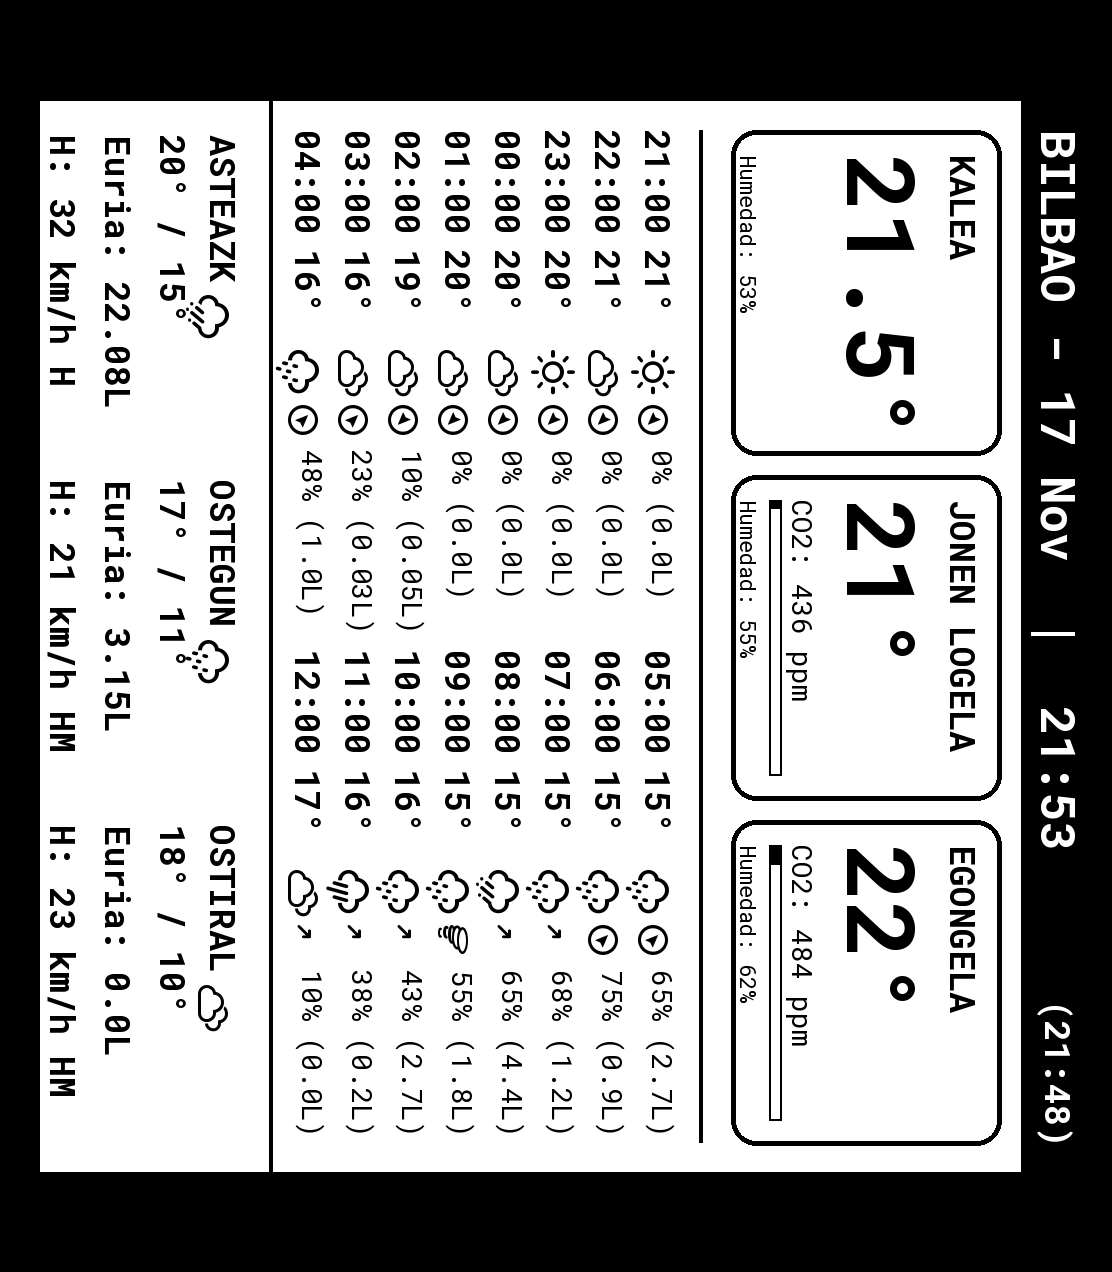 BILBAO - 17 Nov | 21:53 (21:48)
KALEA
21.5°
Humedad: 53%
JONEN LOGELA
21°
CO2: 436 ppm
Humedad: 55%
EGONGELA
22°
CO2: 484 ppm
Humedad: 62%
21:00 21° 0% (0.0L)
22:00 21° 0% (0.0L)
23:00 20° 0% (0.0L)
00:00 20° 0% (0.0L)
01:00 20° 0% (0.0L)
02:00 19° 10% (0.05L)
03:00 16° 23% (0.03L)
04:00 16° 48% (1.0L)
05:00 15° 65% (2.7L)
06:00 15° 75% (0.9L)
07:00 15° 68% (1.2L)
08:00 15° 65% (4.4L)
09:00 15° 55% (1.8L)
10:00 16° 43% (2.7L)
11:00 16° 38% (0.2L)
12:00 17° 10% (0.0L)
ASTEAZK
20° / 15°
Euria: 22.08L
H: 32 km/h H
OSTEGUN
17° / 11°
Euria: 3.15L
H: 21 km/h HM
OSTIRAL
18° / 10°
Euria: 0.0L
H: 23 km/h HM